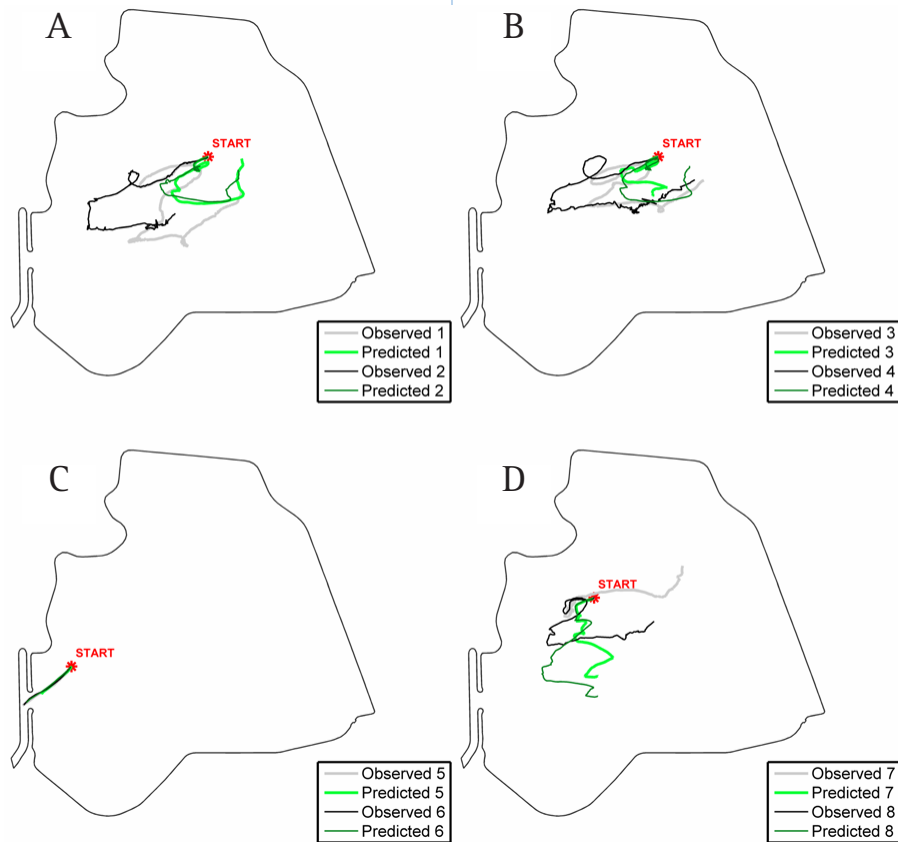 A
START
Observed 1
Predicted 1
Observed 2
Predicted 2
B
START
Observed 3
Predicted 3
Observed 4
Predicted 4
C
START
Observed 5
Predicted 5
Observed 6
Predicted 6
D
START
Observed 7
Predicted 7
Observed 8
Predicted 8